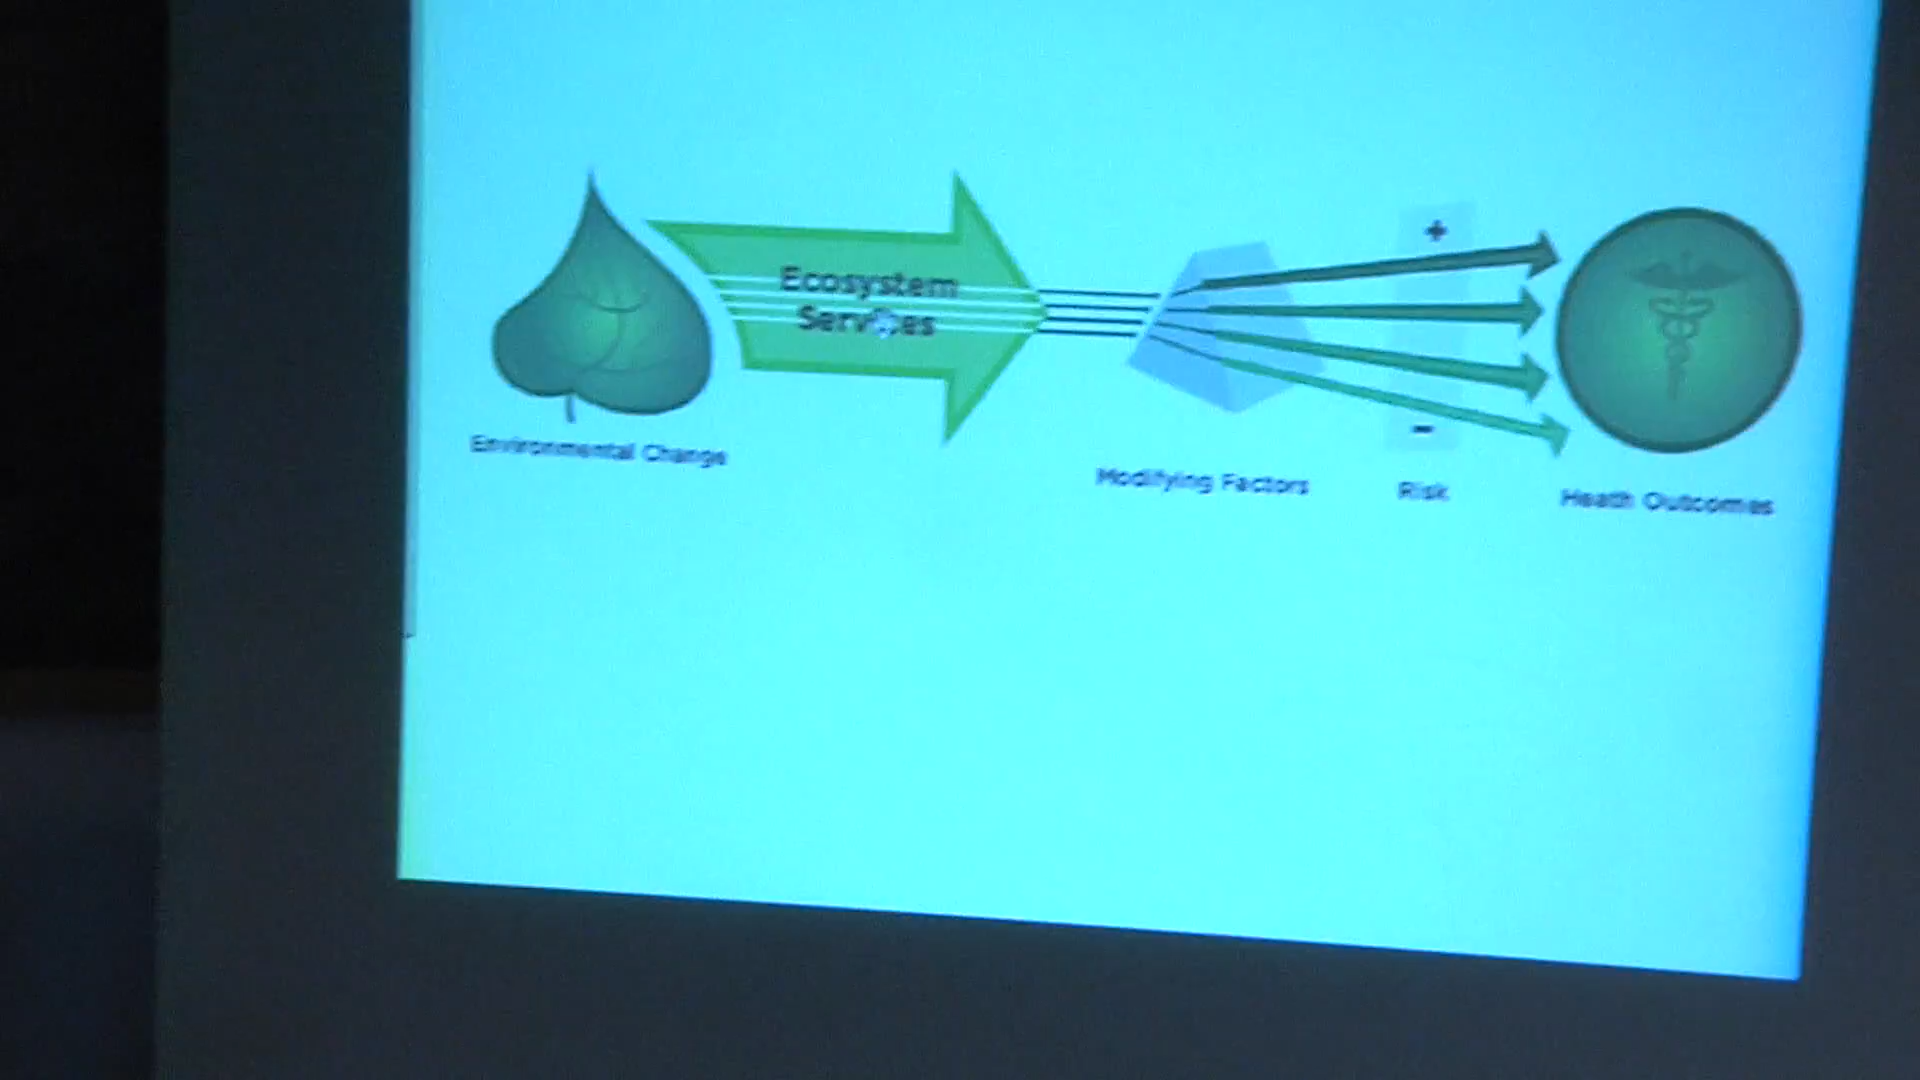 Ecosystem
Services
+
-
Environmental Change
Modifying Factors
Risk
Heath Outcomes